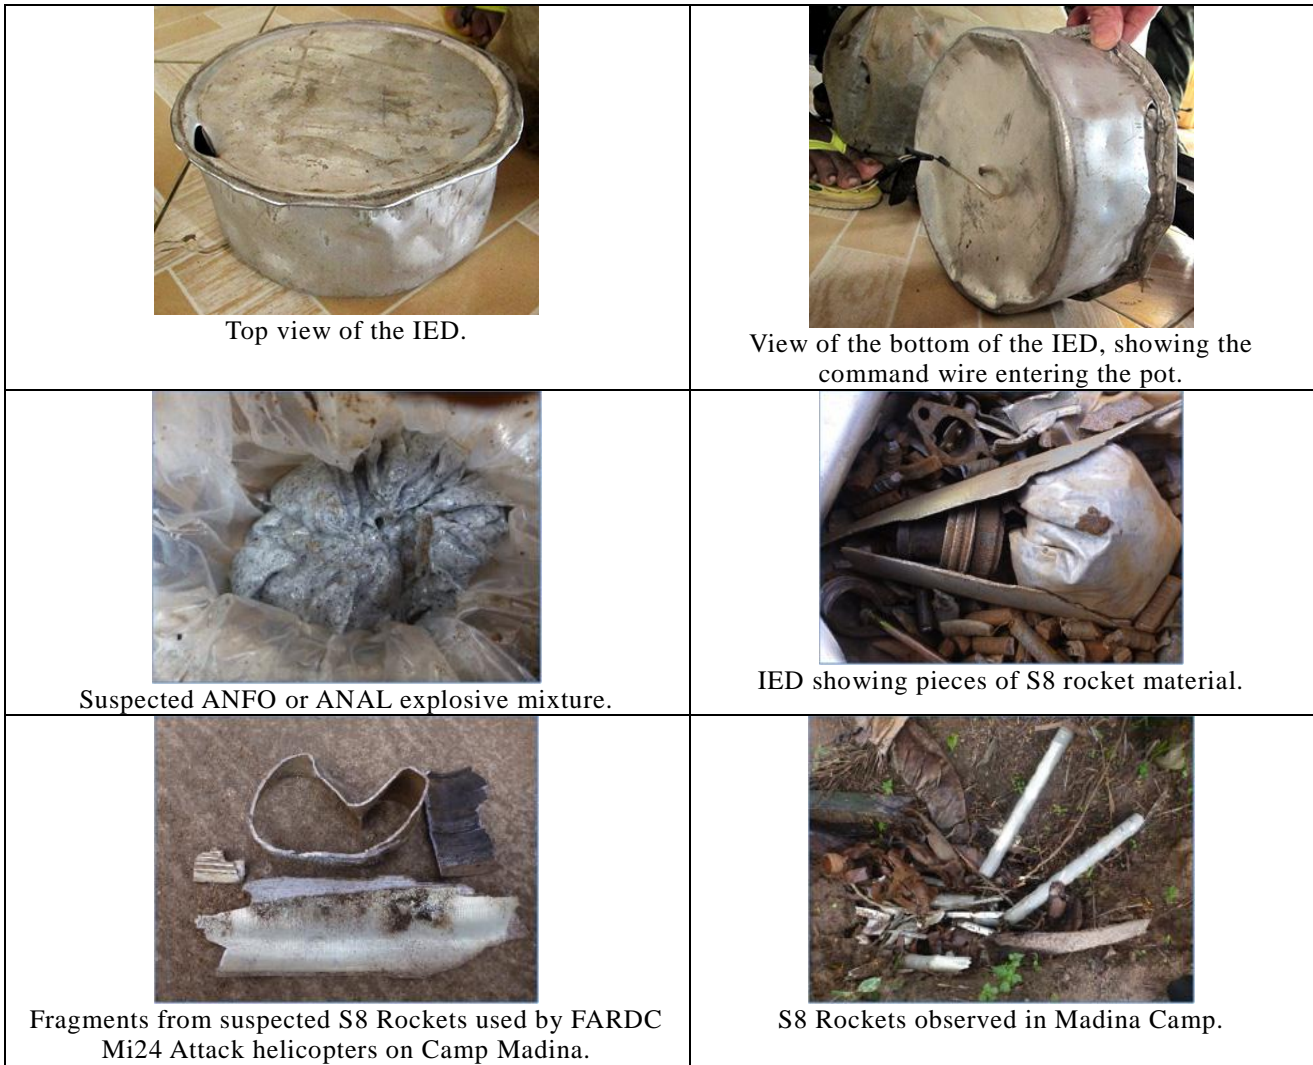 Top view of the IED.
View of the bottom of the IED, showing the
command wire entering the pot.
Suspected ANFO or ANAL explosive mixture.
IED showing pieces of S8 rocket material.
Fragments from suspected S8 Rockets used by FARDC
Mi24 Attack helicopters on Camp Madina.
S8 Rockets observed in Madina Camp.